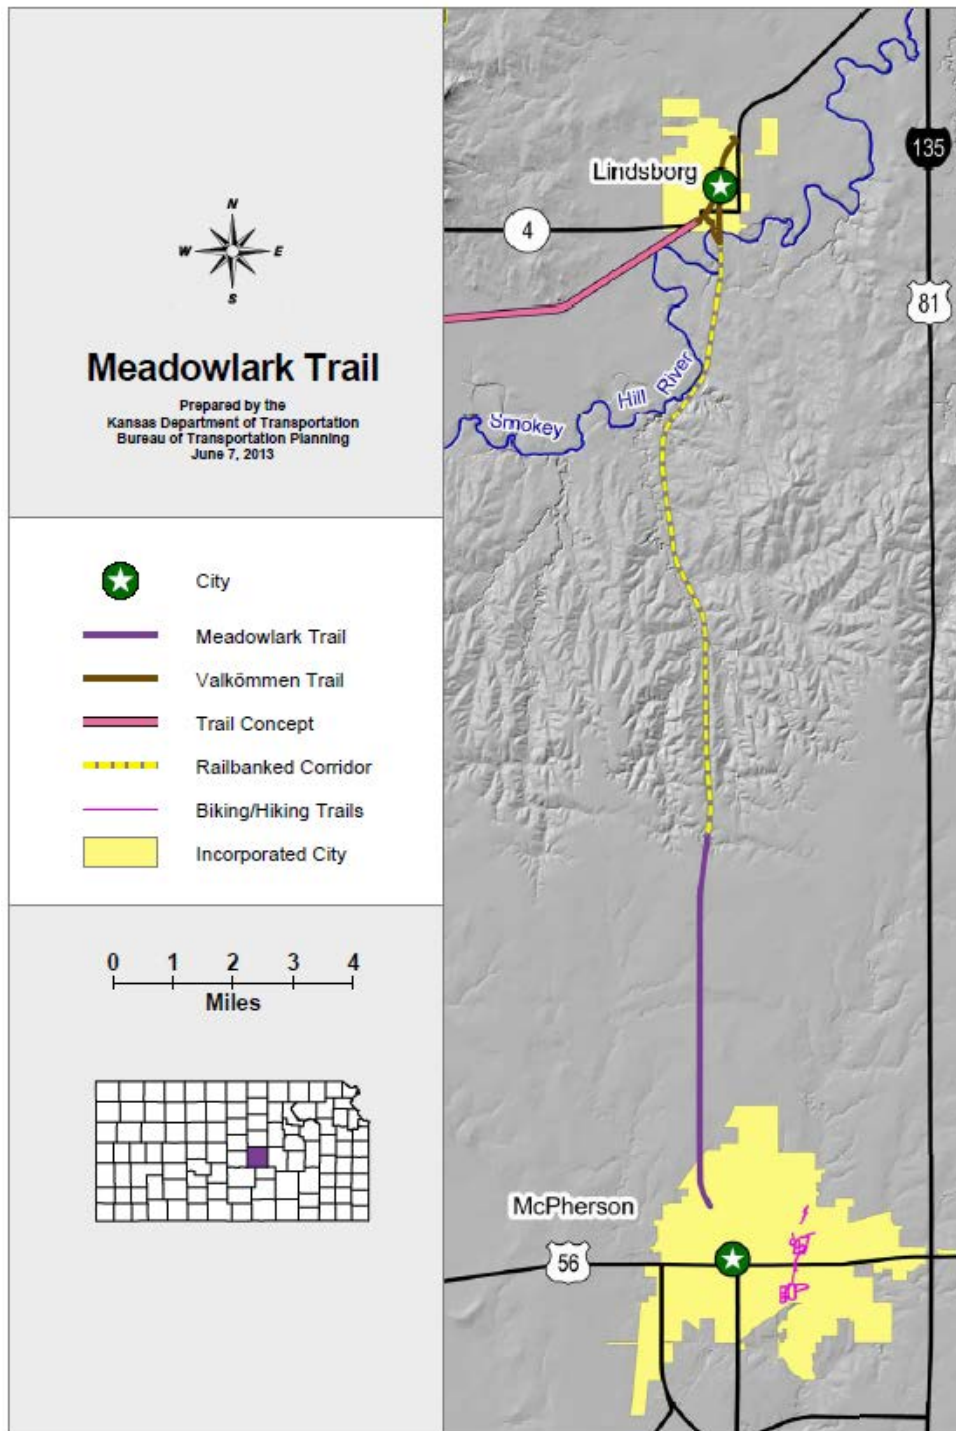 N
W E
S
Meadowlark Trail
Prepared by the
Kansas Department of Transportation
Bureau of Transportation Planning
June 7, 2013
City
Meadowlark Trail
Valkömmen Trail
Trail Concept
Railbanked Corridor
Biking/Hiking Trails
Incorporated City
0 1 2 3 4
Miles
135
Lindsborg
4
81
Smokey Hill River
McPherson
56